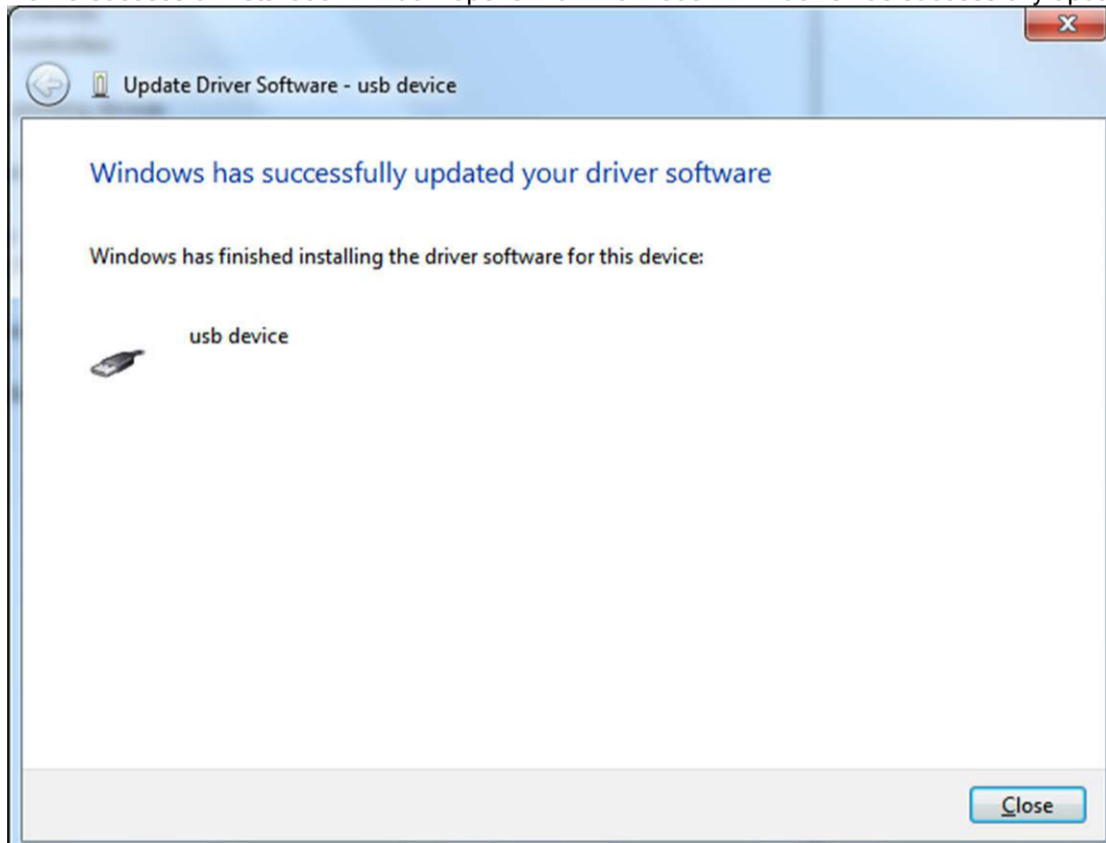 Update Driver Software - usb device
Windows has successfully updated your driver software
Windows has finished installing the driver software for this device:
usb device
Close